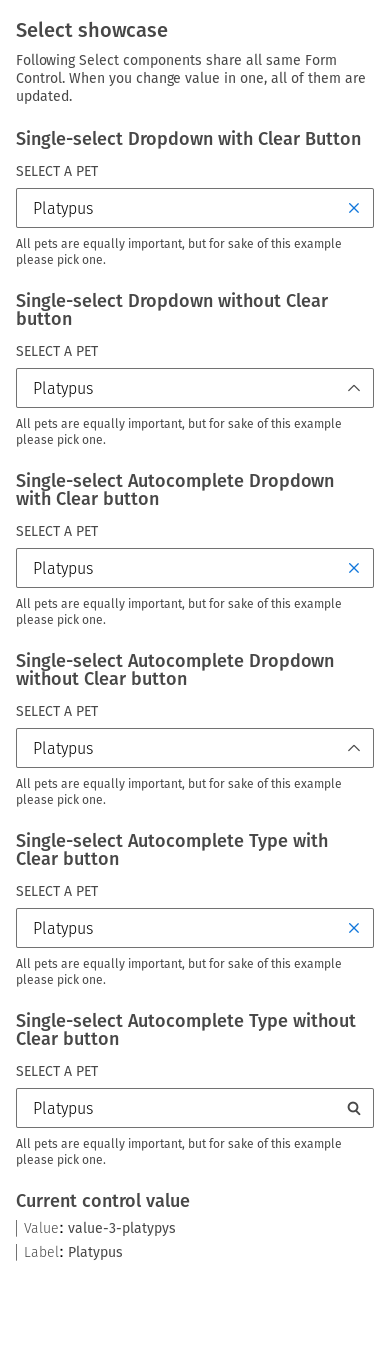 Select showcase
Following Select components share all same Form
Control. When you change value in one, all of them are
updated.
Single-select Dropdown with Clear Button
SELECT A PET
Platypus
All pets are equally important, but for sake of this example
please pick one.
Single-select Dropdown without Clear
button
SELECT A PET
Platypus
All pets are equally important, but for sake of this example
please pick one.
Single-select Autocomplete Dropdown
with Clear button
SELECT A PET
Platypus
All pets are equally important, but for sake of this example
please pick one.
Single-select Autocomplete Dropdown
without Clear button
SELECT A PET
Platypus
All pets are equally important, but for sake of this example
please pick one.
Single-select Autocomplete Type with
Clear button
SELECT A PET
Platypus
All pets are equally important, but for sake of this example
please pick one.
Single-select Autocomplete Type without
Clear button
SELECT A PET
Platypus
All pets are equally important, but for sake of this example
please pick one.
Current control value
Value: value-3-platypys
Label: Platypus